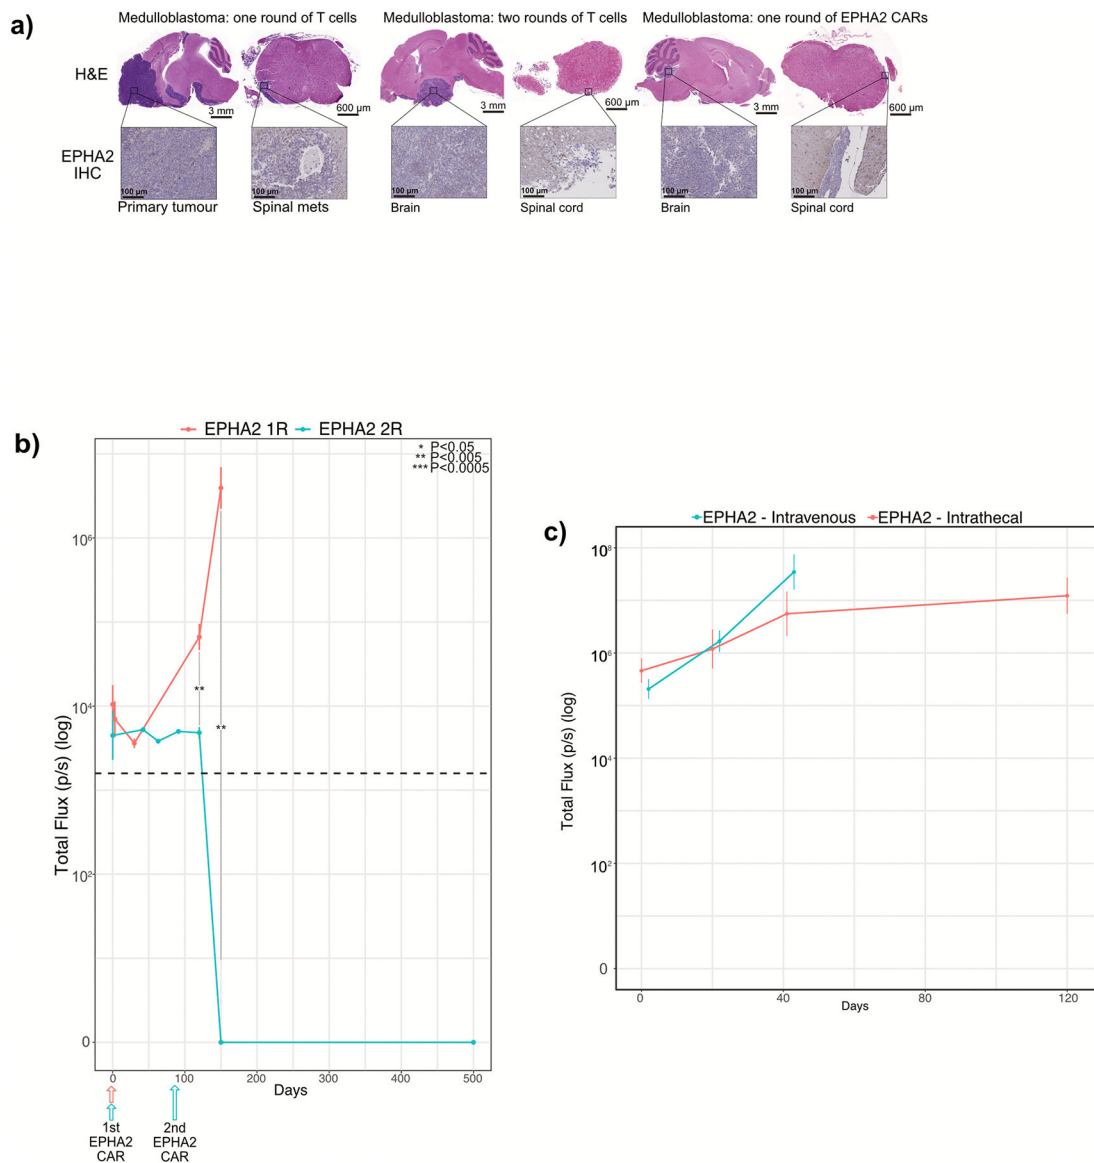 a)
Medulloblastoma: one round of T cells
Medulloblastoma: two rounds of T cells
Medulloblastoma: one round of EPHA2 CARs
H&E
3 mm
600 µm
3 mm
600 µm
3 mm
600 µm
EPHA2
IHC
100 µm
100 µm
100 µm
100 µm
100 µm
100 µm
Primary tumour
Spinal mets
Brain
Spinal cord
Brain
Spinal cord
b)
EPHA2 1R EPHA2 2R
* P<0.05
** P<0.005
*** P<0.0005
Total Flux (p/s) (log)
10⁶
10⁴
10²
0
**
**
0 100 200 300 400 500
Days
1st
EPHA2
CAR
2nd
EPHA2
CAR
c)
EPHA2 - Intravenous EPHA2 - Intrathecal
Total Flux (p/s) (log)
10⁸
10⁶
10⁴
10²
0
0 40 80 120
Days